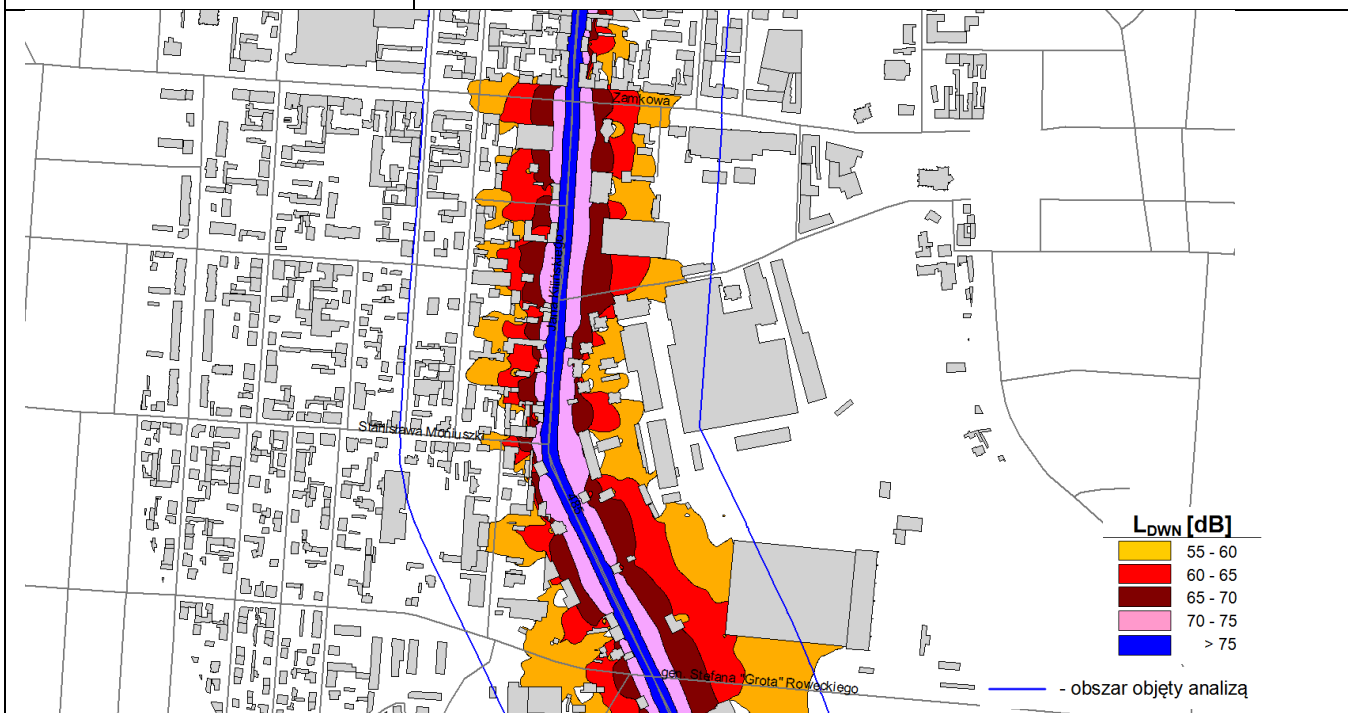 Zamkowa
Stanisława Moniuszki
gen. Stefana "Grota" Roweckiego
L_DWN [dB]
55 - 60
60 - 65
65 - 70
70 - 75
> 75
- obszar objęty analizą